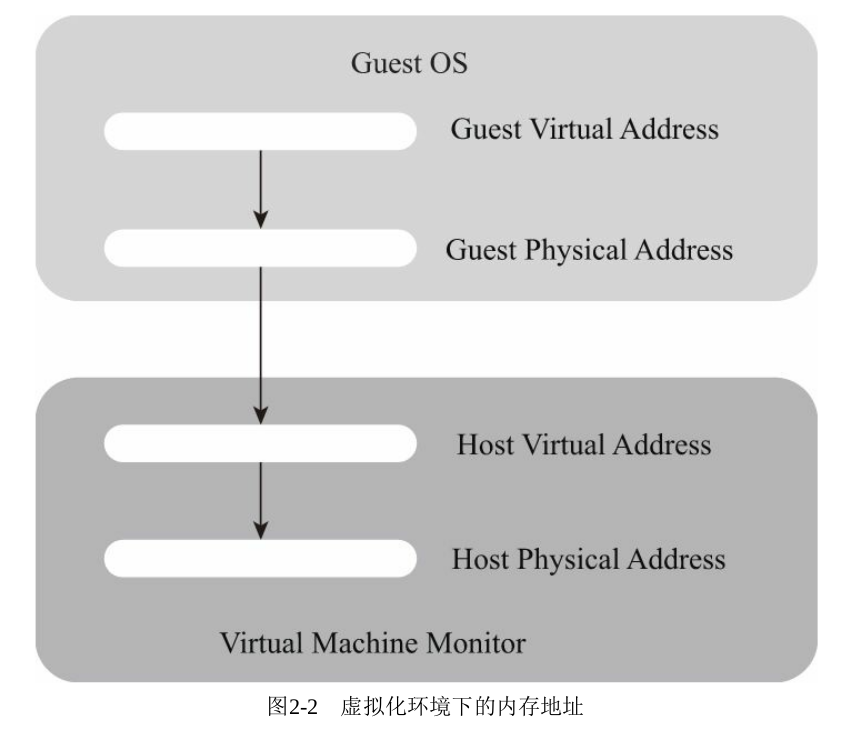 Guest OS
Guest Virtual Address
Guest Physical Address
Host Virtual Address
Host Physical Address
Virtual Machine Monitor
图2-2 虚拟化环境下的内存地址